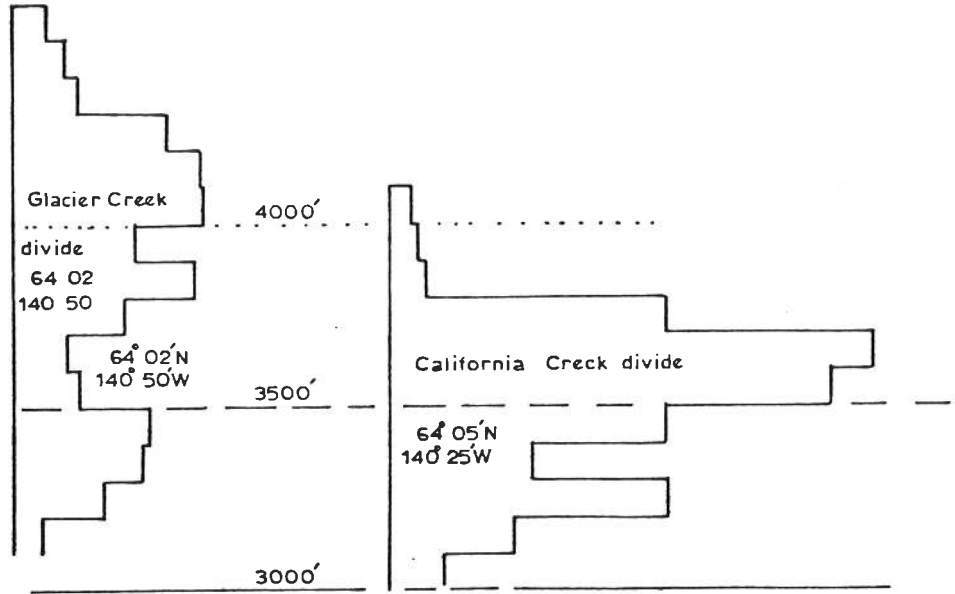 Glacier Creek
4000′
divide
64 02
140 50
64° 02′N
140° 50′W
California Creck divide
3500′
64° 05′N
140° 25′W
3000′